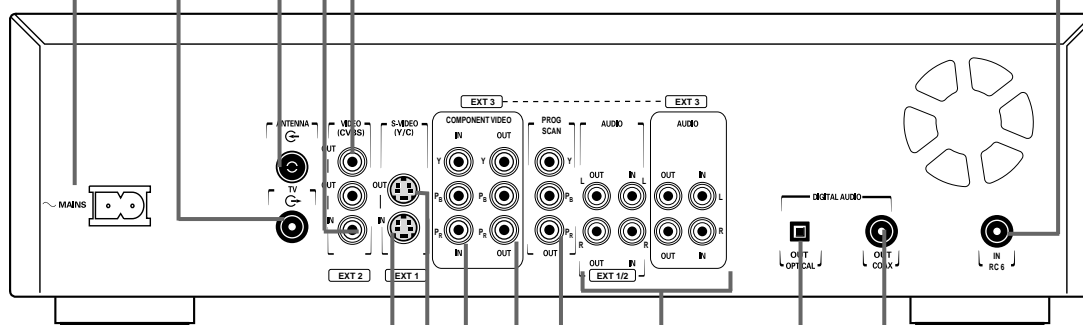 EXT 3
EXT 3
ANTENNA
VIDEO
(CVBS)
S-VIDEO
(Y/C)
COMPONENT VIDEO
IN
OUT
PROG
SCAN
AUDIO
AUDIO
OUT
OUT
IN
TV
OUT
IN
Y
PB
PR
IN
Y
PB
PR
OUT
Y
PB
PR
OUT
L
OUT
IN
L
R
OUT
IN
R
OUT
IN
L
R
OUT
IN
~ MAINS
DIGITAL AUDIO
OUT
OPTICAL
OUT
COAX
IN
RC 6
EXT 2
EXT 1
EXT 1/2